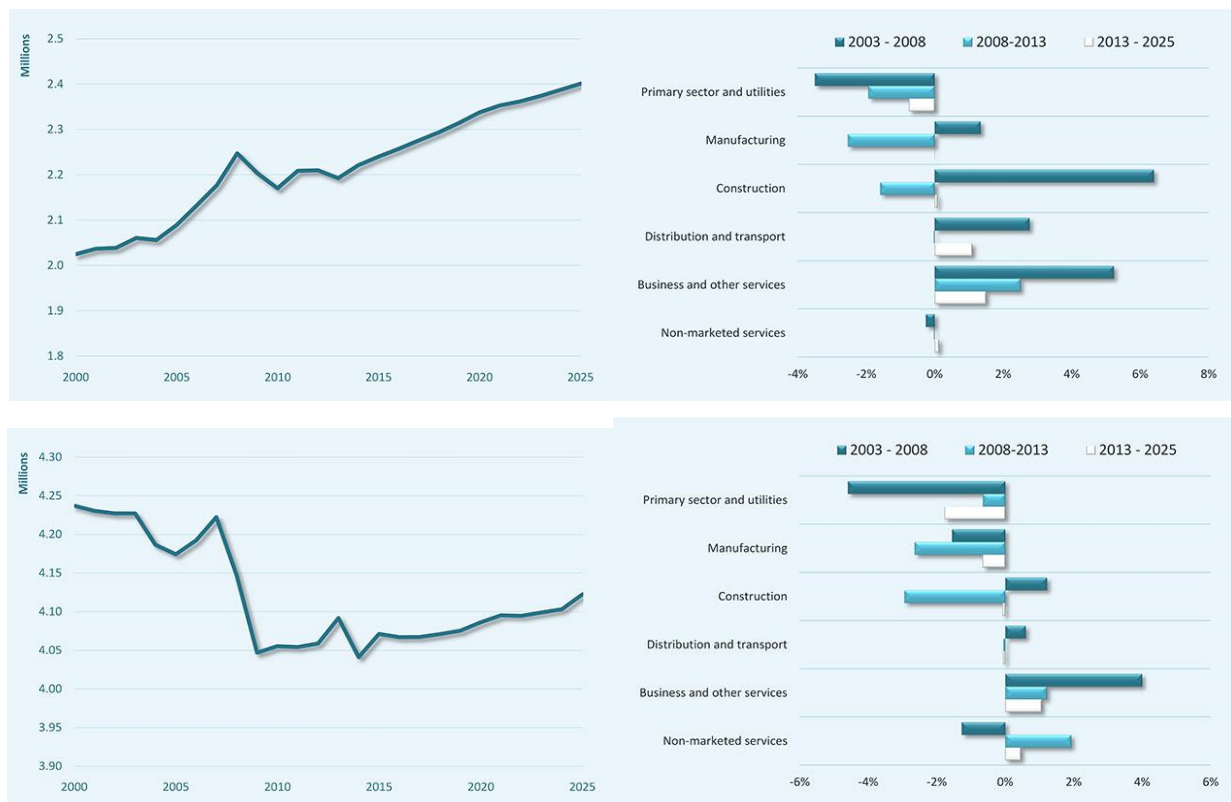 Millions
2.5
2.4
2.3
2.2
2.1
2.0
1.9
1.8
2000 2005 2010 2015 2020 2025
2003 - 2008 2008-2013 2013 - 2025
Primary sector and utilities
Manufacturing
Construction
Distribution and transport
Business and other services
Non-marketed services
-4% -2% 0% 2% 4% 6% 8%
Millions
4.30
4.25
4.20
4.15
4.10
4.05
4.00
3.95
3.90
2000 2005 2010 2015 2020 2025
2003 - 2008 2008-2013 2013 - 2025
Primary sector and utilities
Manufacturing
Construction
Distribution and transport
Business and other services
Non-marketed services
-6% -4% -2% 0% 2% 4% 6%